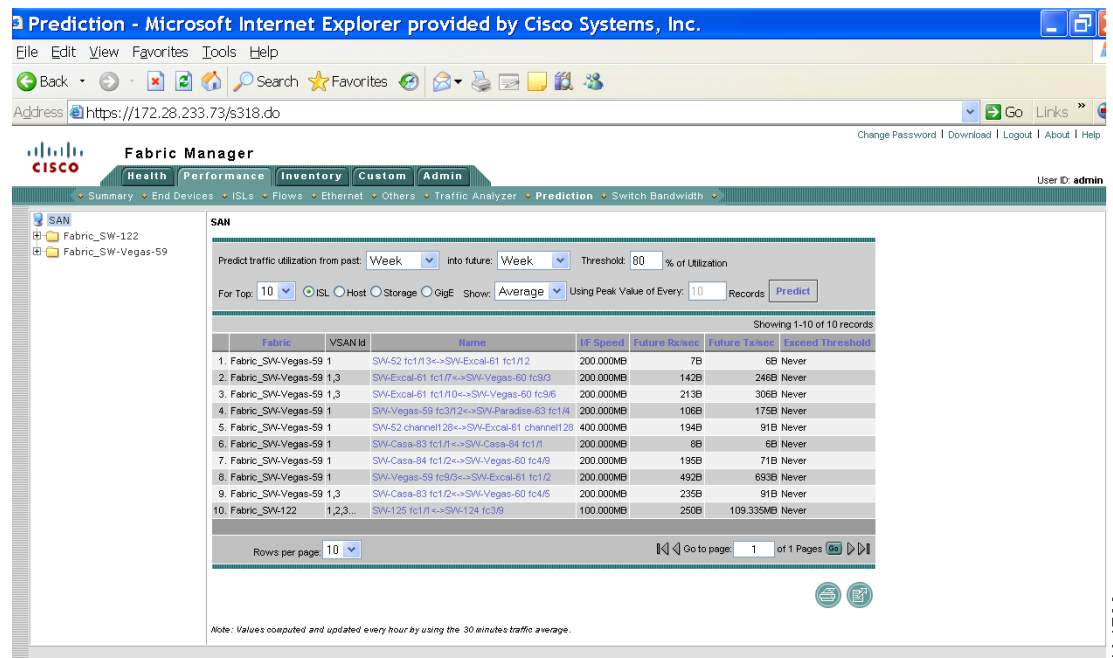 Prediction - Microsoft Internet Explorer provided by Cisco Systems, Inc.
File Edit View Favorites Tools Help
Back Search Favorites
Address https://172.28.233.73/s318.do Go Links »
Change Password | Download | Logout | About | Help
CISCO Fabric Manager
Health Performance Inventory Custom Admin
User ID: admin
Summary End Devices ISLs Flows Ethernet Others Traffic Analyzer Prediction Switch Bandwidth
SAN
Fabric_SW-122
Fabric_SW-Vegas-59
SAN
Predict traffic utilization from past: Week into future: Week Threshold: 80 % of Utilization
For Top: 10 ISL Host Storage GigE Show: Average Using Peak Value of Every: 10 Records Predict
Showing 1-10 of 10 records
Fabric VSAN Id Name I/F Speed Future Rx/sec Future Tx/sec Exceed Threshold
1. Fabric_SW-Vegas-59 1 SW-52 fc1/13<->SW-Excal-61 fc1/12 200.000MB 7B 6B Never
2. Fabric_SW-Vegas-59 1,3 SW-Excal-61 fc1/7<->SW-Vegas-60 fc9/3 200.000MB 142B 246B Never
3. Fabric_SW-Vegas-59 1,3 SW-Excal-61 fc1/10<->SW-Vegas-60 fc9/6 200.000MB 213B 306B Never
4. Fabric_SW-Vegas-59 1 SW-Vegas-59 fc3/12<->SW-Paradise-63 fc1/4 200.000MB 106B 175B Never
5. Fabric_SW-Vegas-59 1 SW-52 channel128<->SW-Excal-61 channel128 400.000MB 194B 91B Never
6. Fabric_SW-Vegas-59 1 SW-Casa-83 fc1/1<->SW-Casa-84 fc1/1 200.000MB 8B 6B Never
7. Fabric_SW-Vegas-59 1 SW-Casa-84 fc1/2<->SW-Vegas-60 fc4/9 200.000MB 195B 71B Never
8. Fabric_SW-Vegas-59 1 SW-Vegas-59 fc9/3<->SW-Excal-61 fc1/2 200.000MB 492B 693B Never
9. Fabric_SW-Vegas-59 1,3 SW-Casa-83 fc1/2<->SW-Vegas-60 fc4/5 200.000MB 235B 91B Never
10. Fabric_SW-122 1,2,3... SW-125 fc1/1<->SW-124 fc3/9 100.000MB 250B 109.335MB Never
Rows per page: 10 Go to page: 1 of 1 Pages Go
Note: Values computed and updated every hour by using the 30 minutes traffic average.